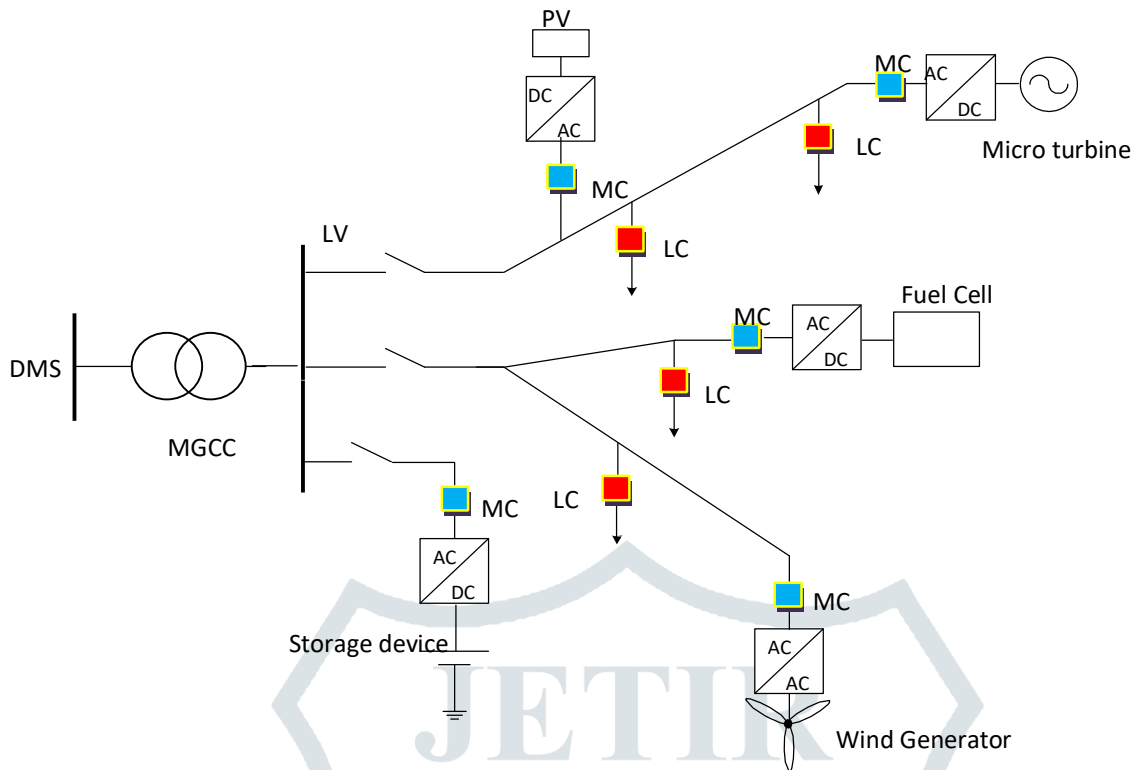 PV
MC
AC
DC
DC
AC
LC
Micro turbine
MC
LV
LC
Fuel Cell
MC
AC
DC
DMS
LC
MGCC
LC
MC
AC
DC
MC
Storage device
AC
AC
Wind Generator
JETIR